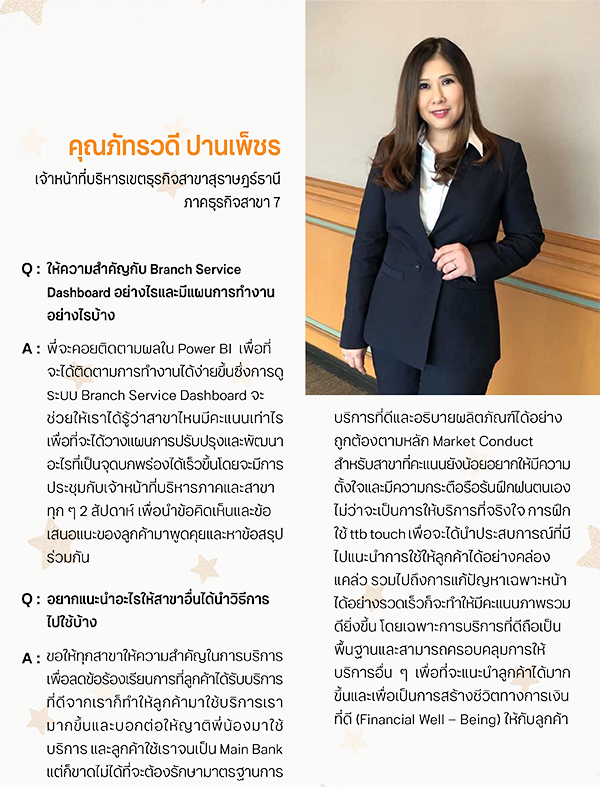 คุณภัทรวดี ปานเพ็ชร
เจ้าหน้าที่บริหารเขตธุรกิจสาขาสุราษฎร์ธานี
ภาคธุรกิจสาขา 7
Q : ให้ความสำคัญกับ Branch Service
Dashboard อย่างไรและมีแผนการทำงาน
อย่างไรบ้าง
A : พี่จะคอยติดตามผลใน Power BI เพื่อที่
จะได้ติดตามการทำงานได้ง่ายขึ้นซึ่งการดู
ระบบ Branch Service Dashboard จะ
ช่วยให้เราได้รู้ว่าสาขาไหนมีคะแนนเท่าไร
เพื่อที่จะได้วางแผนการปรับปรุงและพัฒนา
อะไรที่เป็นจุดบกพร่องได้เร็วขึ้นโดยจะมีการ
ประชุมกับเจ้าหน้าที่บริหารภาคและสาขา
ทุก ๆ 2 สัปดาห์ เพื่อนำข้อคิดเห็นและข้อ
เสนอแนะของลูกค้ามาพูดคุยและหาข้อสรุป
ร่วมกัน
Q : อยากแนะนำอะไรให้สาขาอื่นได้นำวิธีการ
ไปใช้บ้าง
A : ขอให้ทุกสาขาให้ความสำคัญในการบริการ
เพื่อลดข้อร้องเรียนการที่ลูกค้าได้รับบริการ
ที่ดีจากเราก็ทำให้ลูกค้ามาใช้บริการเรา
มากขึ้นและบอกต่อให้ญาติพี่น้องมาใช้
บริการ และลูกค้าใช้เราจนเป็น Main Bank
แต่ก็ขาดไม่ได้ที่จะต้องรักษามาตรฐานการ
บริการที่ดีและอธิบายผลิตภัณฑ์ได้อย่าง
ถูกต้องตามหลัก Market Conduct
สำหรับสาขาที่คะแนนยังน้อยอยากให้มีความ
ตั้งใจและมีความกระตือรือร้นฝึกฝนตนเอง
ไม่ว่าจะเป็นการให้บริการที่จริงใจ การฝึก
ใช้ ttb touch เพื่อจะได้นำประสบการณ์ที่มี
ไปแนะนำการใช้ให้ลูกค้าได้อย่างคล่อง
แคล่ว รวมไปถึงการแก้ปัญหาเฉพาะหน้า
ได้อย่างรวดเร็วก็จะทำให้มีคะแนนภาพรวม
ดียิ่งขึ้น โดยเฉพาะการบริการที่ดีถือเป็น
พื้นฐานและสามารถครอบคลุมการให้
บริการอื่น ๆ เพื่อที่จะแนะนำลูกค้าได้มาก
ขึ้นและเพื่อเป็นการสร้างชีวิตทางการเงิน
ที่ดี (Financial Well – Being) ให้กับลูกค้า